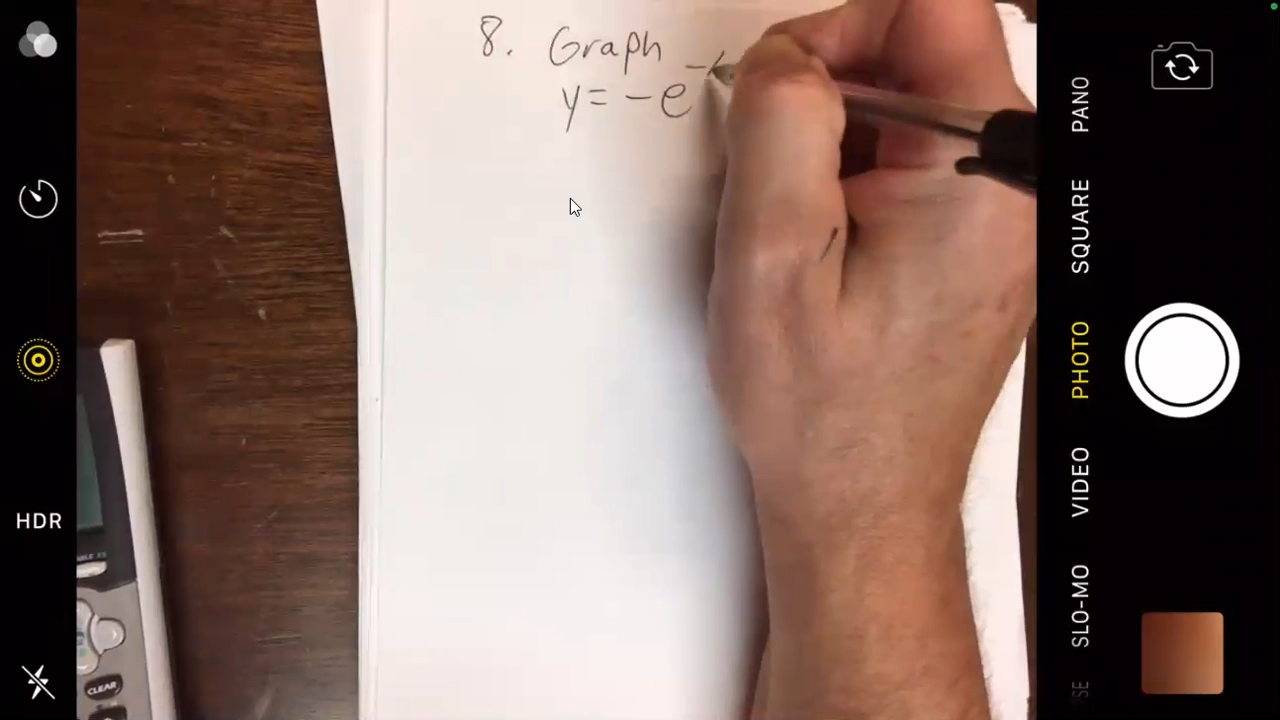 8. Graph
y = -e^-
HDR
CLEAR
PANO
SQUARE
PHOTO
VIDEO
SLO-MO